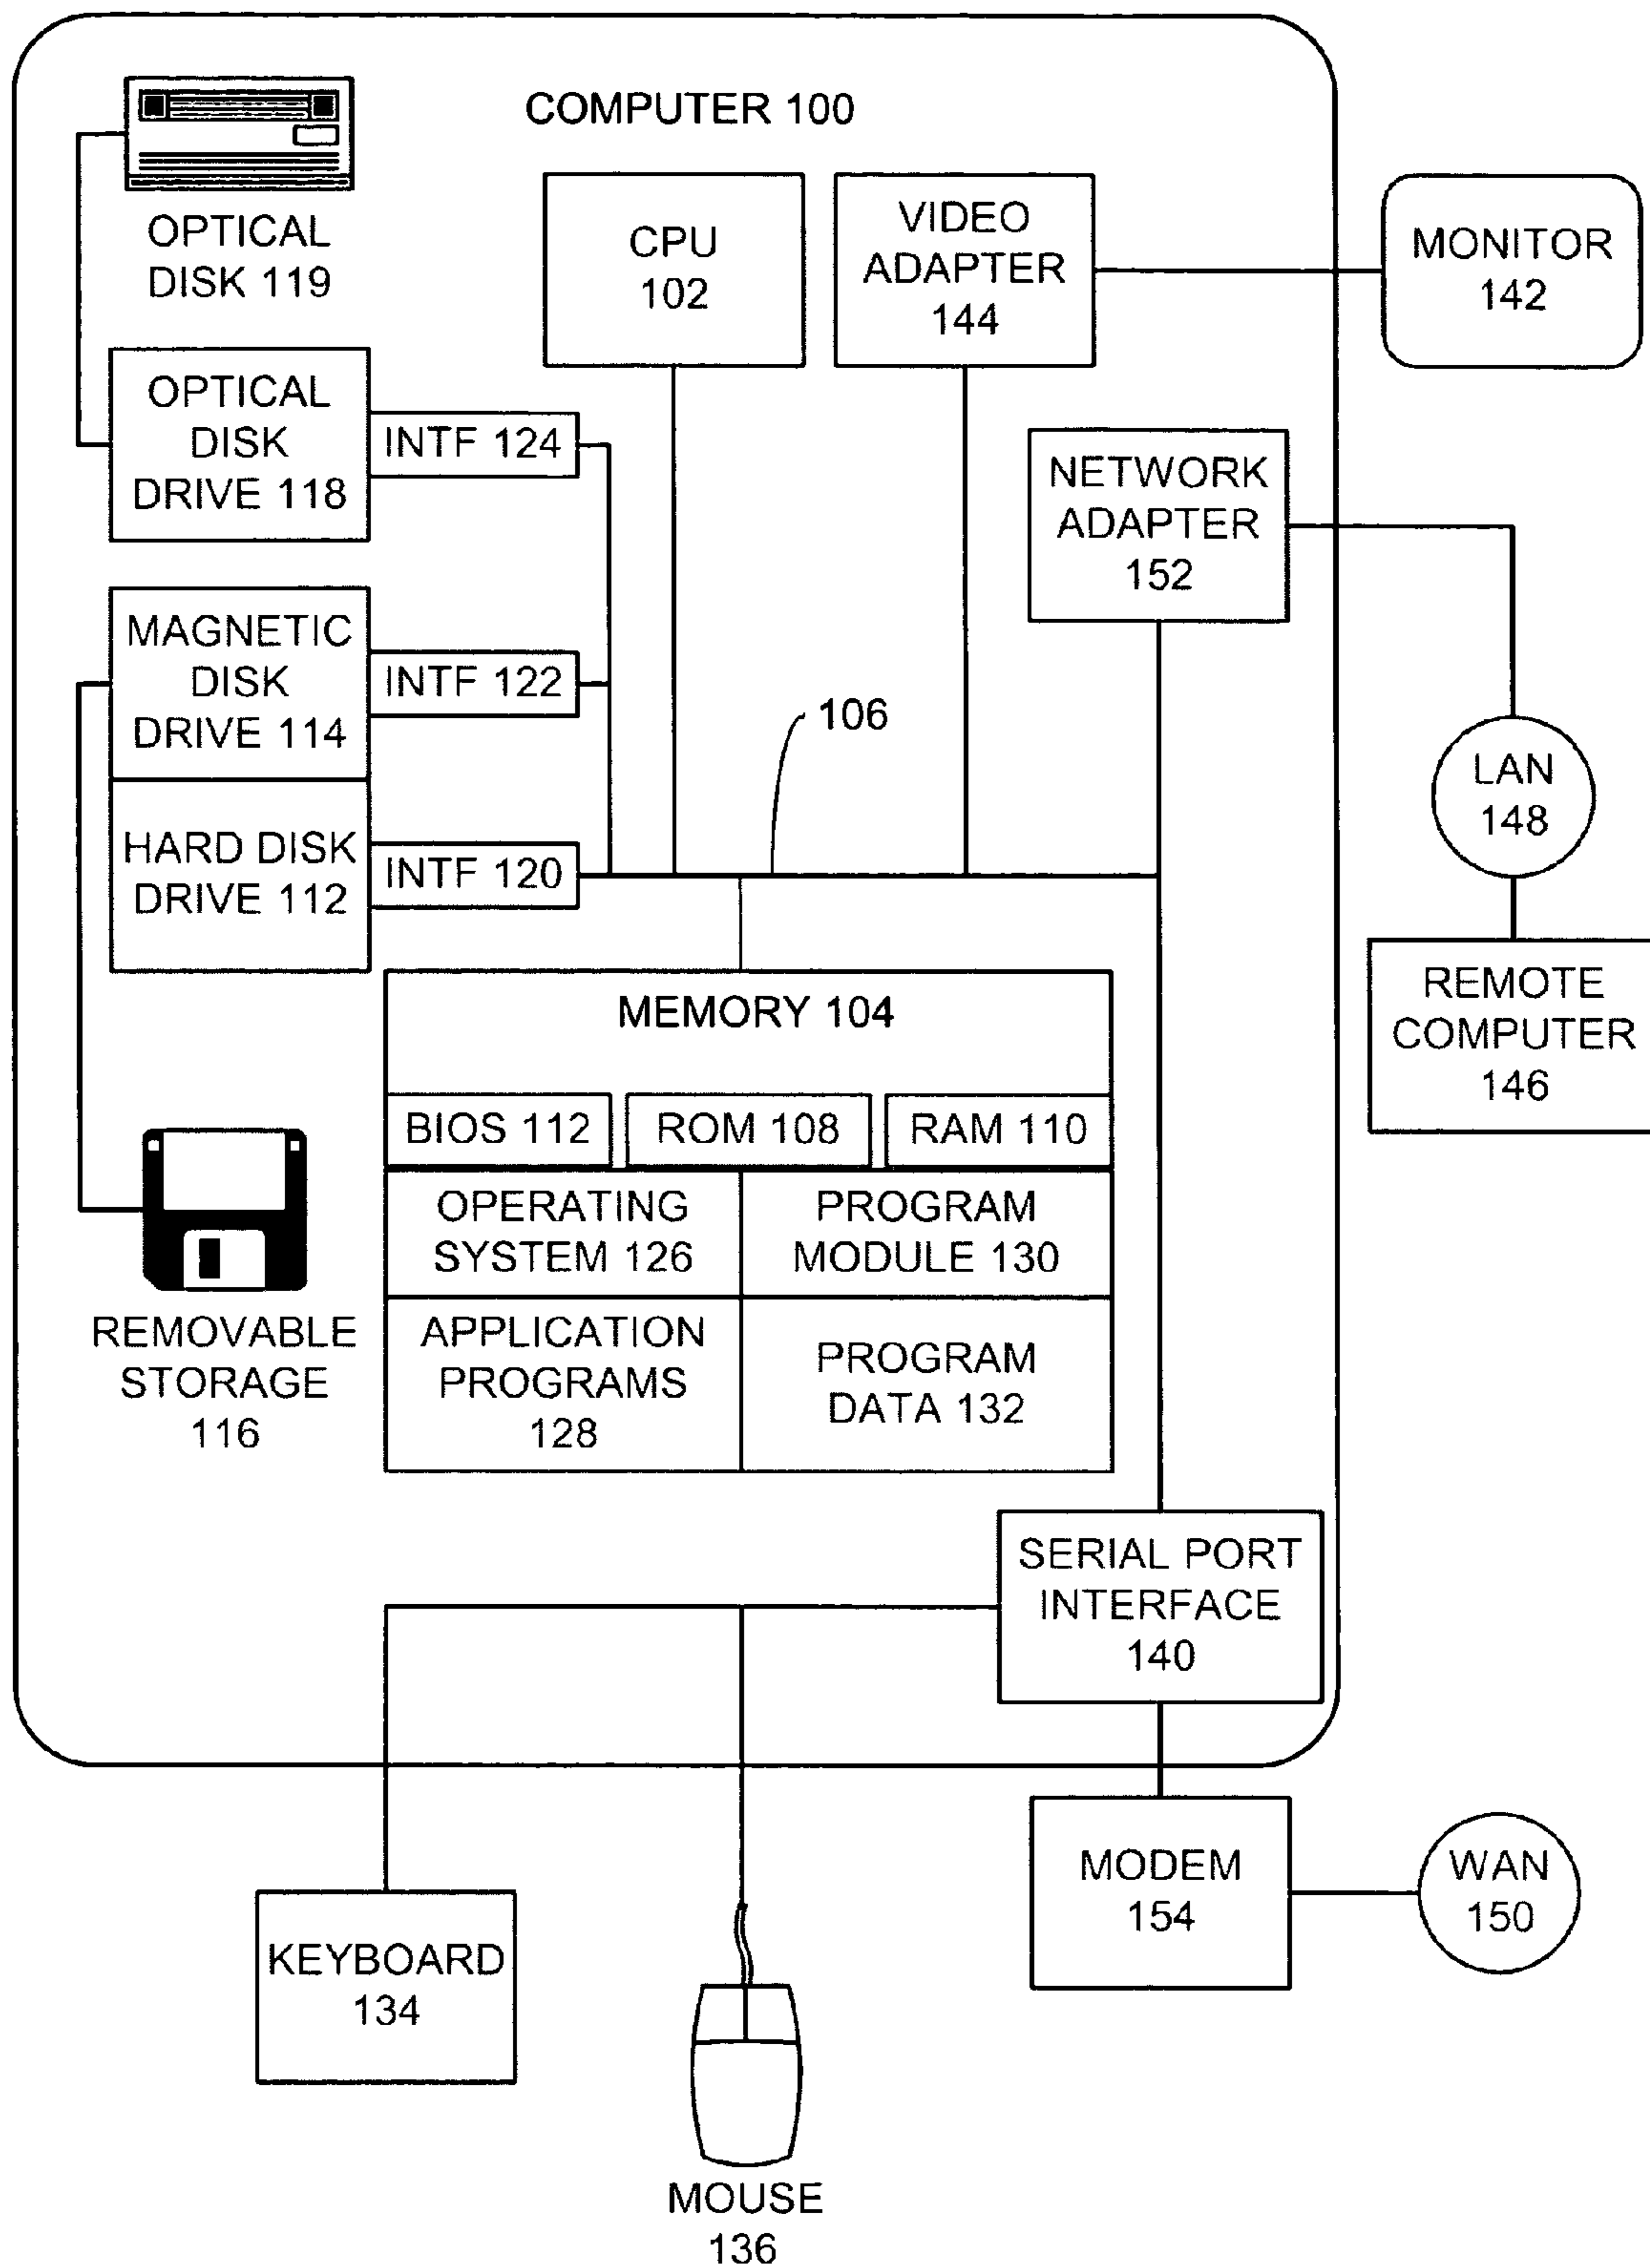 COMPUTER 100
OPTICAL
DISK 119
CPU
102
VIDEO
ADAPTER
144
MONITOR
142
OPTICAL
DISK
DRIVE 118
INTF 124
NETWORK
ADAPTER
152
MAGNETIC
DISK
DRIVE 114
INTF 122
106
LAN
148
HARD DISK
DRIVE 112
INTF 120
REMOTE
COMPUTER
146
MEMORY 104
BIOS 112
ROM 108
RAM 110
OPERATING
SYSTEM 126
PROGRAM
MODULE 130
REMOVABLE
STORAGE
116
APPLICATION
PROGRAMS
128
PROGRAM
DATA 132
SERIAL PORT
INTERFACE
140
MODEM
154
WAN
150
KEYBOARD
134
MOUSE
136